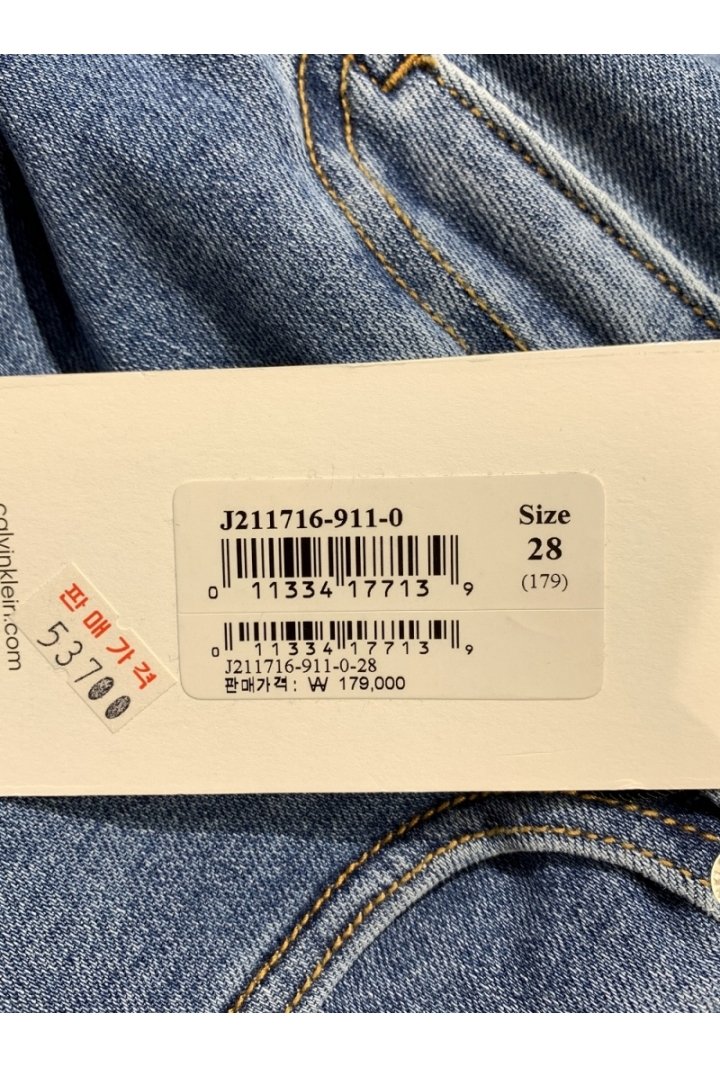 J211716-911-0
Size
28
(179)
0 11334 17713 9
0 11334 17713 9
J211716-911-0-28
판매가격: ₩ 179,000
calvinklein.com
판매가격
53700